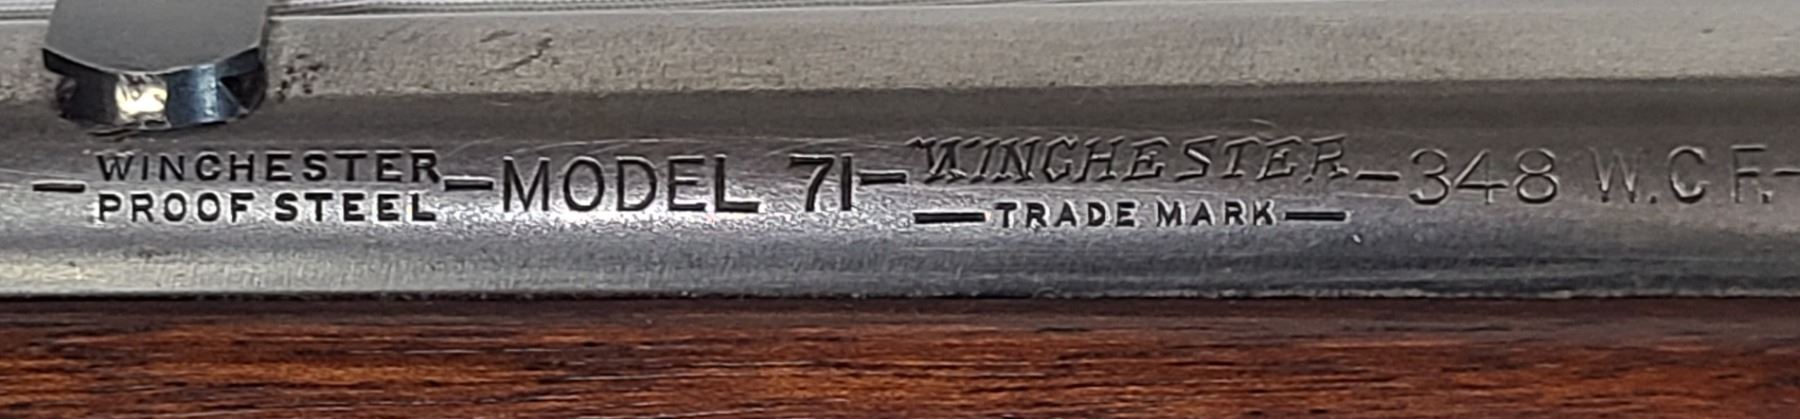 — WINCHESTER
PROOF STEEL — MODEL 71 — WINCHESTER
— TRADE MARK — — 348 W.C.F. —